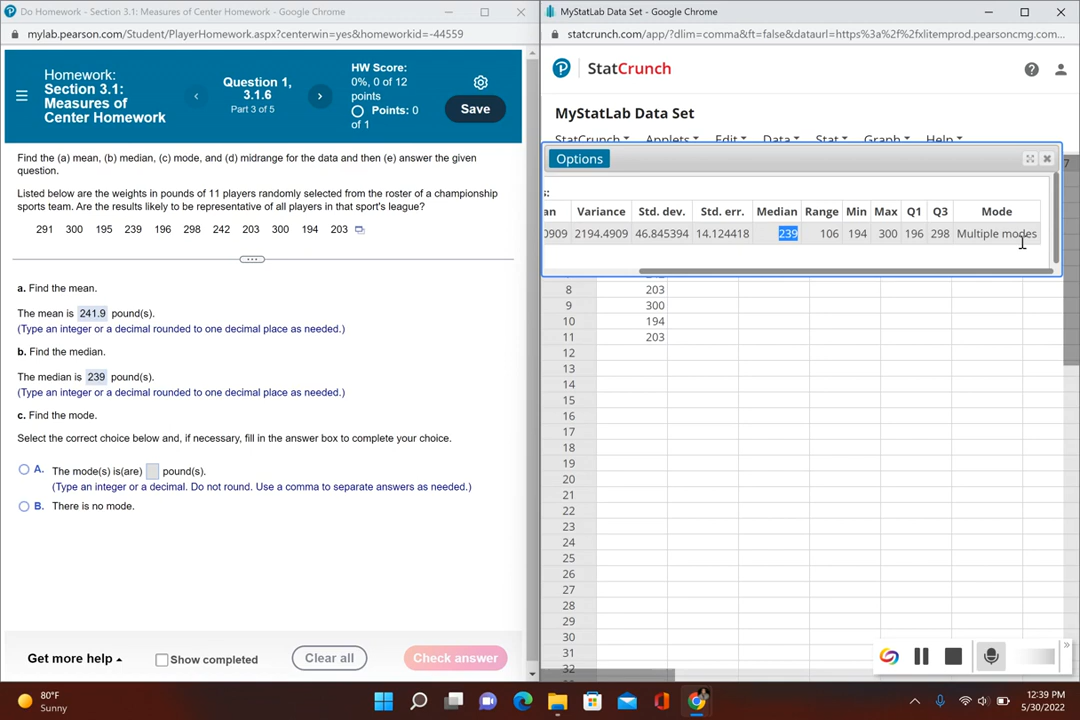 Do Homework - Section 3.1: Measures of Center Homework - Google Chrome
mylab.pearson.com/Student/PlayerHomework.aspx?centerwin=yes&homeworkid=-44559
Homework:
Section 3.1:
Measures of
Center Homework
Question 1,
3.1.6
Part 3 of 5
HW Score:
0%, 0 of 12
points
Points: 0
of 1
Save
Find the (a) mean, (b) median, (c) mode, and (d) midrange for the data and then (e) answer the given
question.
Listed below are the weights in pounds of 11 players randomly selected from the roster of a championship
sports team. Are the results likely to be representative of all players in that sport's league?
291 300 195 239 196 298 242 203 300 194 203
a. Find the mean.
The mean is 241.9 pound(s).
(Type an integer or a decimal rounded to one decimal place as needed.)
b. Find the median.
The median is 239 pound(s).
(Type an integer or a decimal rounded to one decimal place as needed.)
c. Find the mode.
Select the correct choice below and, if necessary, fill in the answer box to complete your choice.
A. The mode(s) is(are) pound(s).
(Type an integer or a decimal. Do not round. Use a comma to separate answers as needed.)
B. There is no mode.
Get more help
Show completed
Clear all
Check answer
MyStatLab Data Set - Google Chrome
statcrunch.com/app/?dlim=comma&ft=false&dataurl=https%3a%2f%2fxlitemprod.pearsoncmg.com...
StatCrunch
MyStatLab Data Set
StatCrunch Applets Edit Data Stat Graph Help
Options
s:
an Variance Std. dev. Std. err. Median Range Min Max Q1 Q3 Mode
0909 2194.4909 46.845394 14.124418 239 106 194 300 196 298 Multiple modes
8 203
9 300
10 194
11 203
12
13
14
15
16
17
18
19
20
21
22
23
24
25
26
27
28
29
30
31
32
80°F
Sunny
12:39 PM
5/30/2022